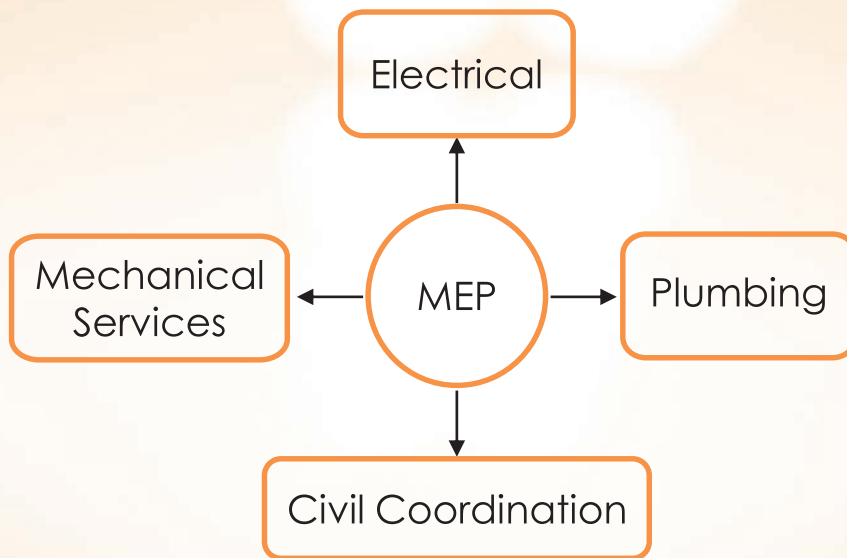 Electrical
Mechanical
Services
MEP
Plumbing
Civil Coordination